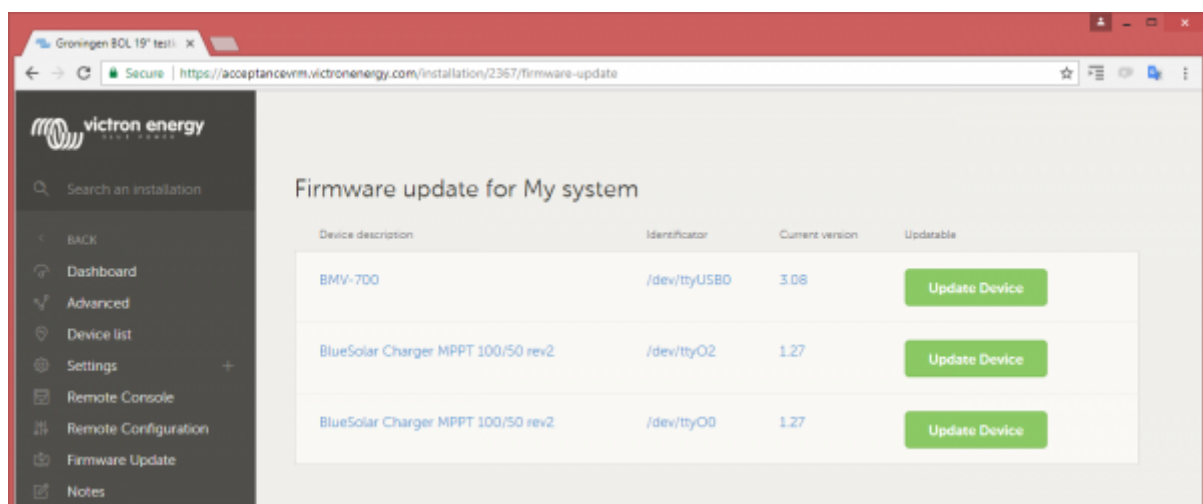 Groningen BOL 19" testi
Secure | https://acceptancevrm.victronenergy.com/installation/2367/firmware-update
victron energy
BLUE POWER
Search an installation
Firmware update for My system
Device description Identificator Current version Updatable
BACK
BMV-700 /dev/ttyUSB0 3.08 Update Device
Dashboard
Advanced
Device list
BlueSolar Charger MPPT 100/50 rev2 /dev/ttyO2 1.27 Update Device
Settings +
Remote Console
Remote Configuration
BlueSolar Charger MPPT 100/50 rev2 /dev/ttyO0 1.27 Update Device
Firmware Update
Notes